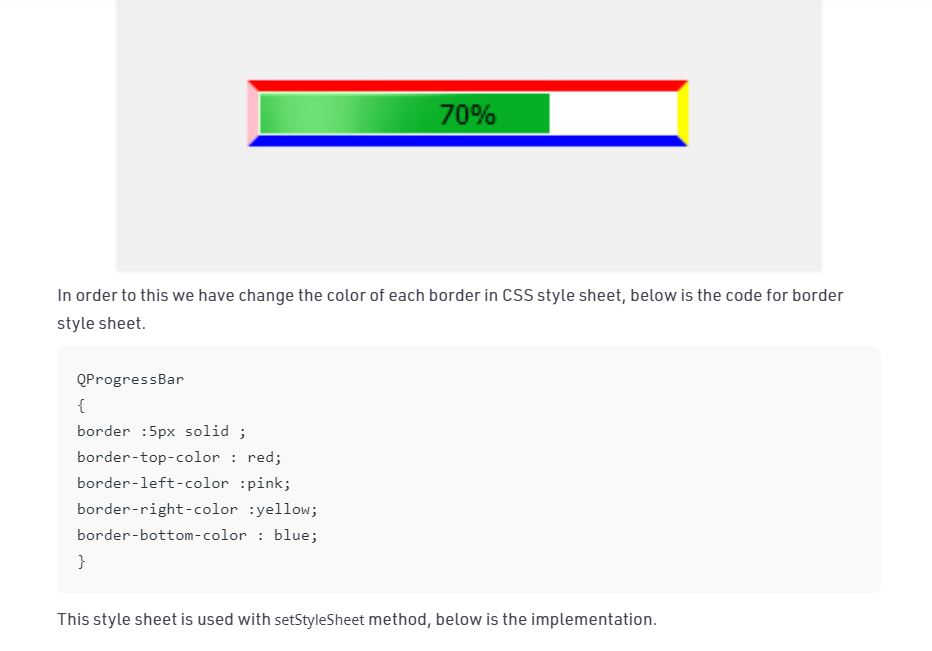 70%
In order to this we have change the color of each border in CSS style sheet, below is the code for border
style sheet.
QProgressBar
{
border :5px solid ;
border-top-color : red;
border-left-color :pink;
border-right-color :yellow;
border-bottom-color : blue;
}
This style sheet is used with setStyleSheet method, below is the implementation.